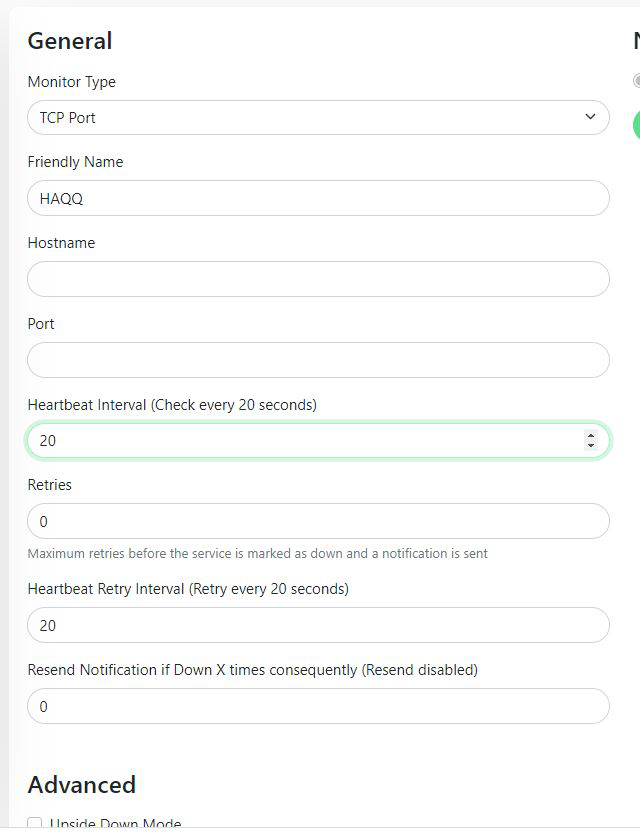 General
Monitor Type
TCP Port
Friendly Name
HAQQ
Hostname
Port
Heartbeat Interval (Check every 20 seconds)
20
Retries
0
Maximum retries before the service is marked as down and a notification is sent
Heartbeat Retry Interval (Retry every 20 seconds)
20
Resend Notification if Down X times consequently (Resend disabled)
0
Advanced
Upside Down Mode